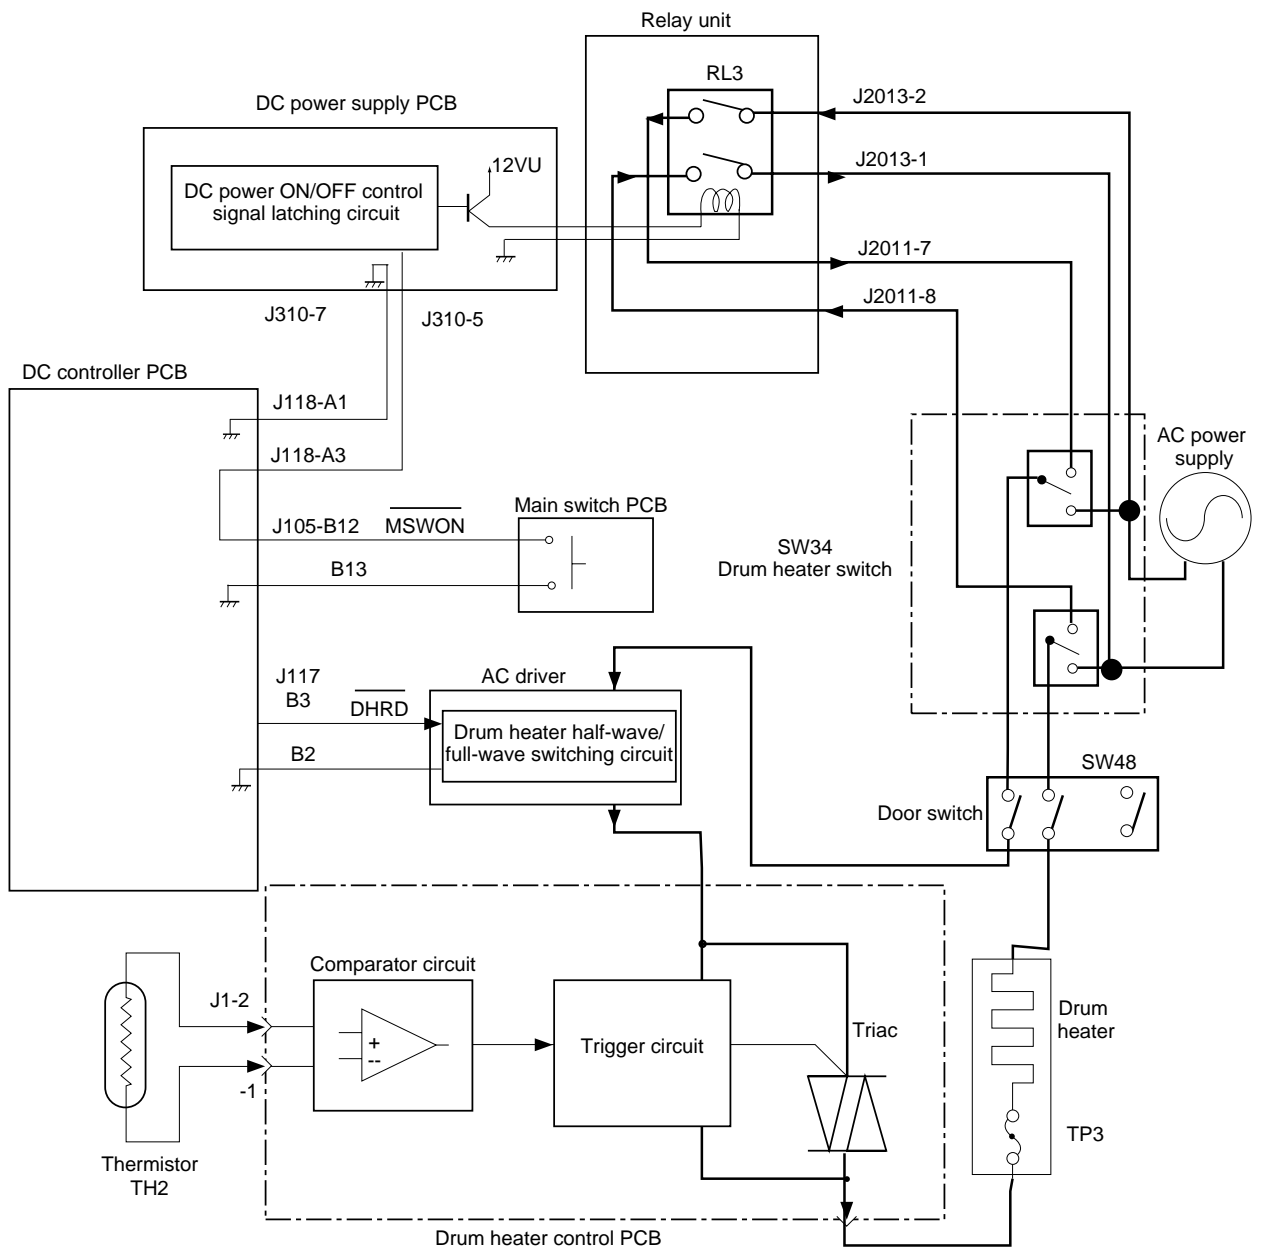 Relay unit
RL3
DC power supply PCB
J2013-2
12VU
J2013-1
DC power ON/OFF control
signal latching circuit
J2011-7
J2011-8
J310-7
J310-5
DC controller PCB
J118-A1
J118-A3
AC power
supply
Main switch PCB
J105-B12
MSWON
B13
SW34
Drum heater switch
J117
B3
DHRD
AC driver
Drum heater half-wave/
full-wave switching circuit
B2
SW48
Door switch
Comparator circuit
J1-2
-1
+
--
Trigger circuit
Triac
Drum
heater
TP3
Thermistor
TH2
Drum heater control PCB